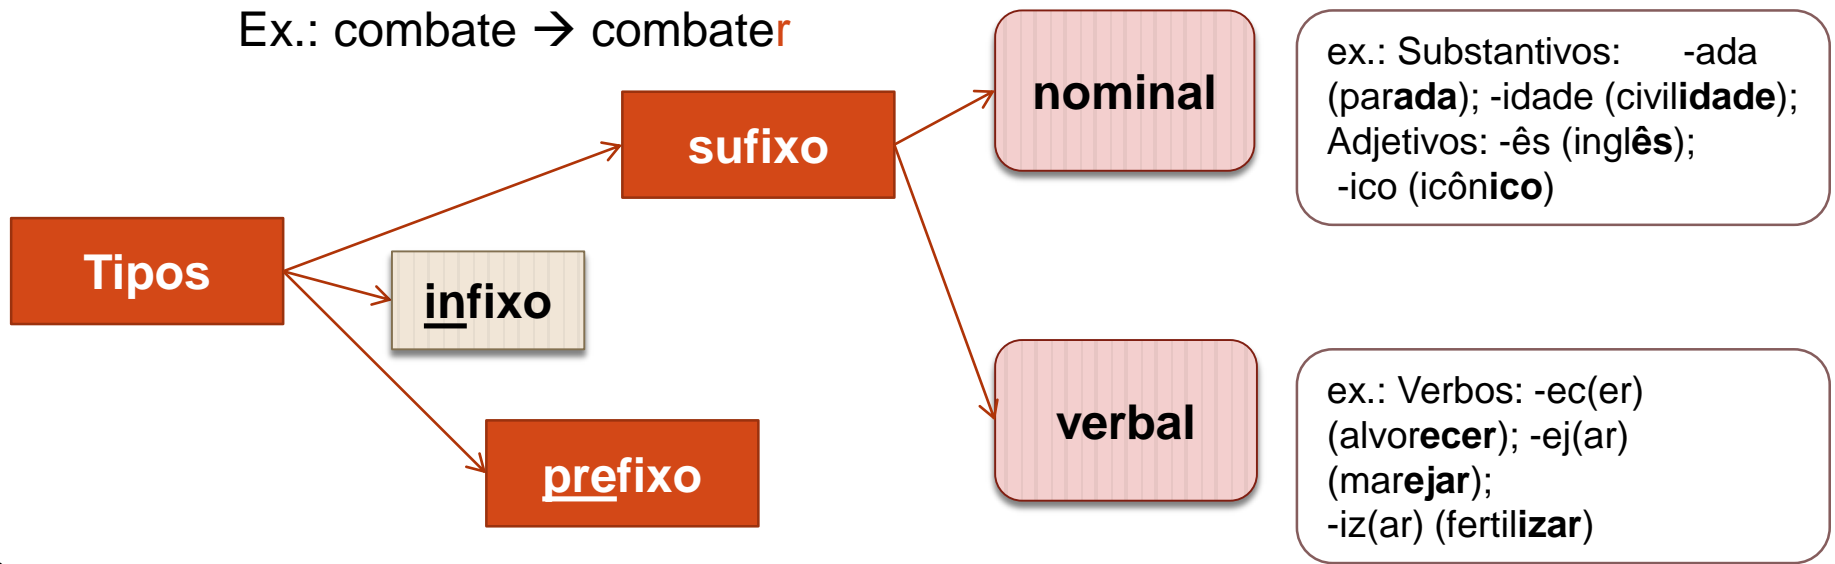 Ex.: combate → combater
Tipos
sufixo
infixo
prefixo
nominal
ex.: Substantivos: -ada
(parada); -idade (civilidade);
Adjetivos: -ês (inglês);
-ico (icônico)
verbal
ex.: Verbos: -ec(er)
(alvorecer); -ej(ar)
(marejar);
-iz(ar) (fertilizar)